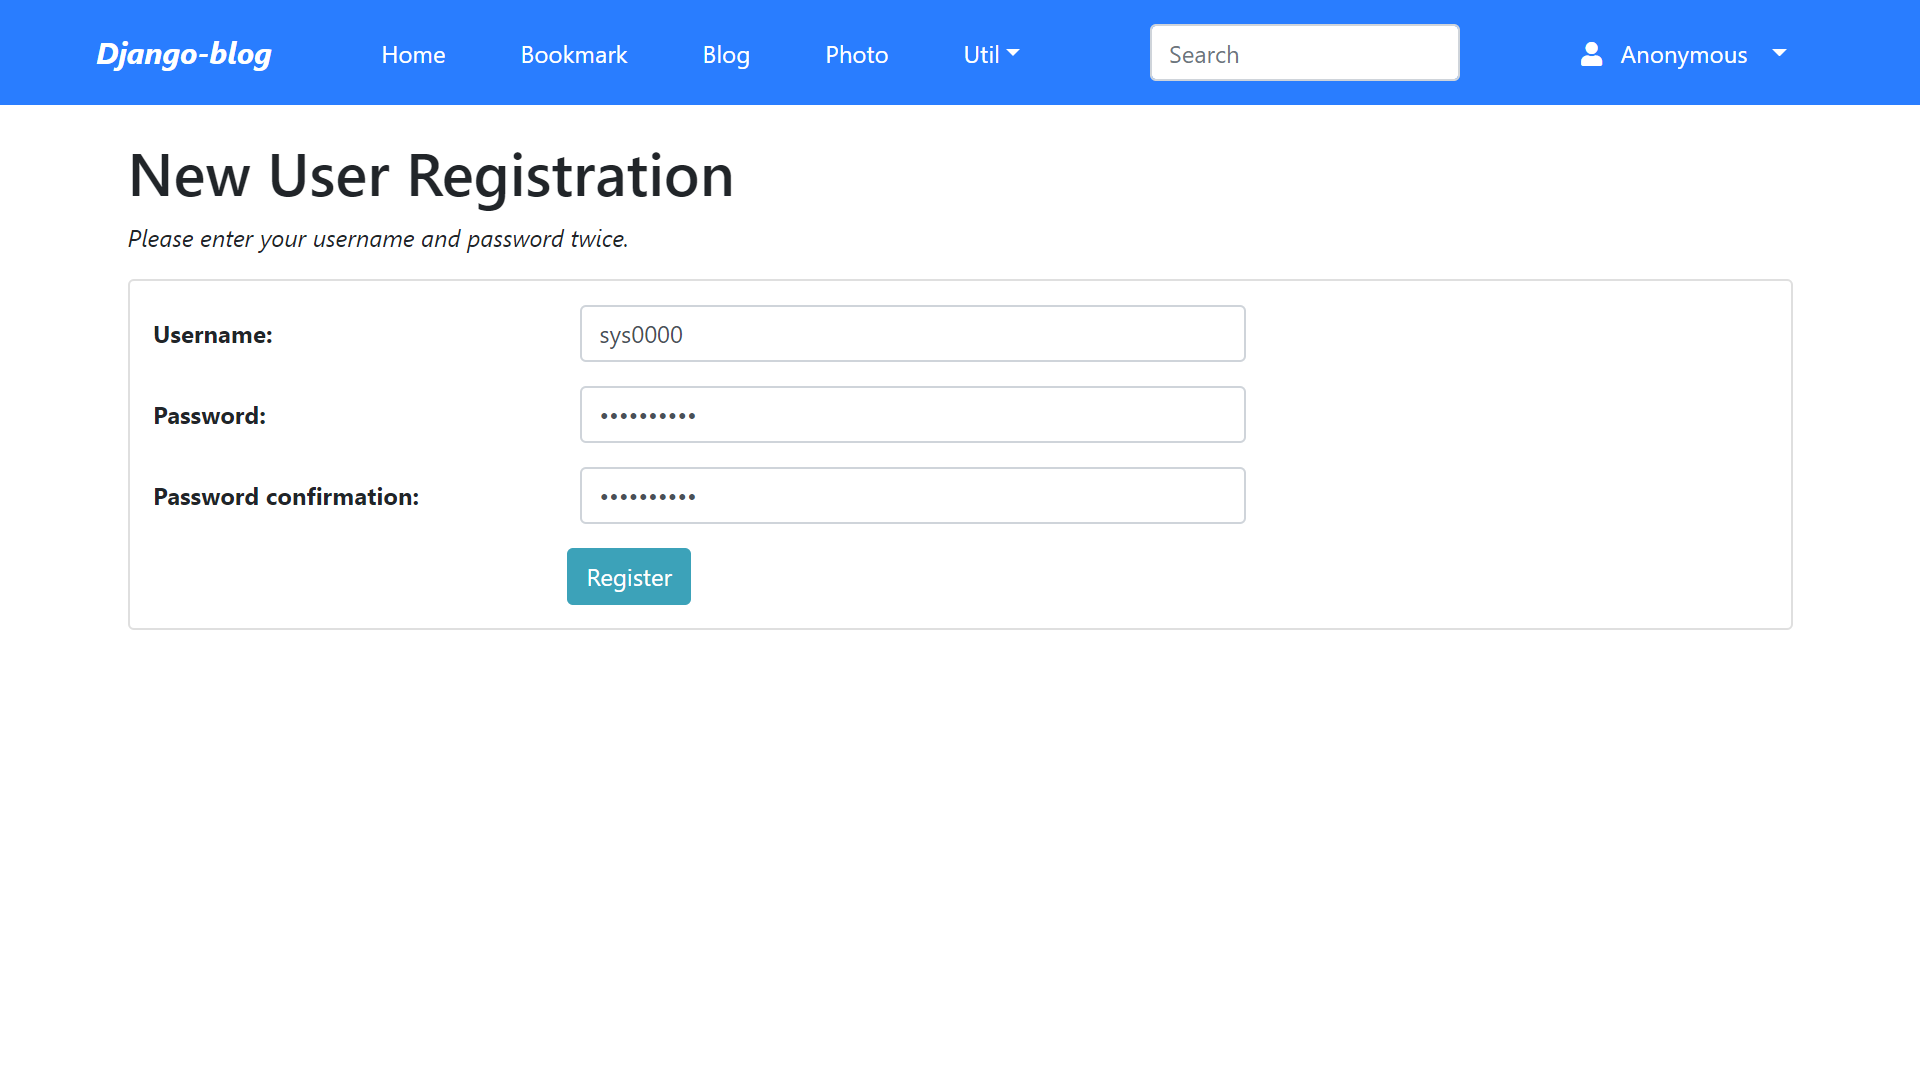 Django-blog Home Bookmark Blog Photo Util Search Anonymous
New User Registration
Please enter your username and password twice.
Username: sys0000
Password: ••••••••••
Password confirmation: ••••••••••
Register